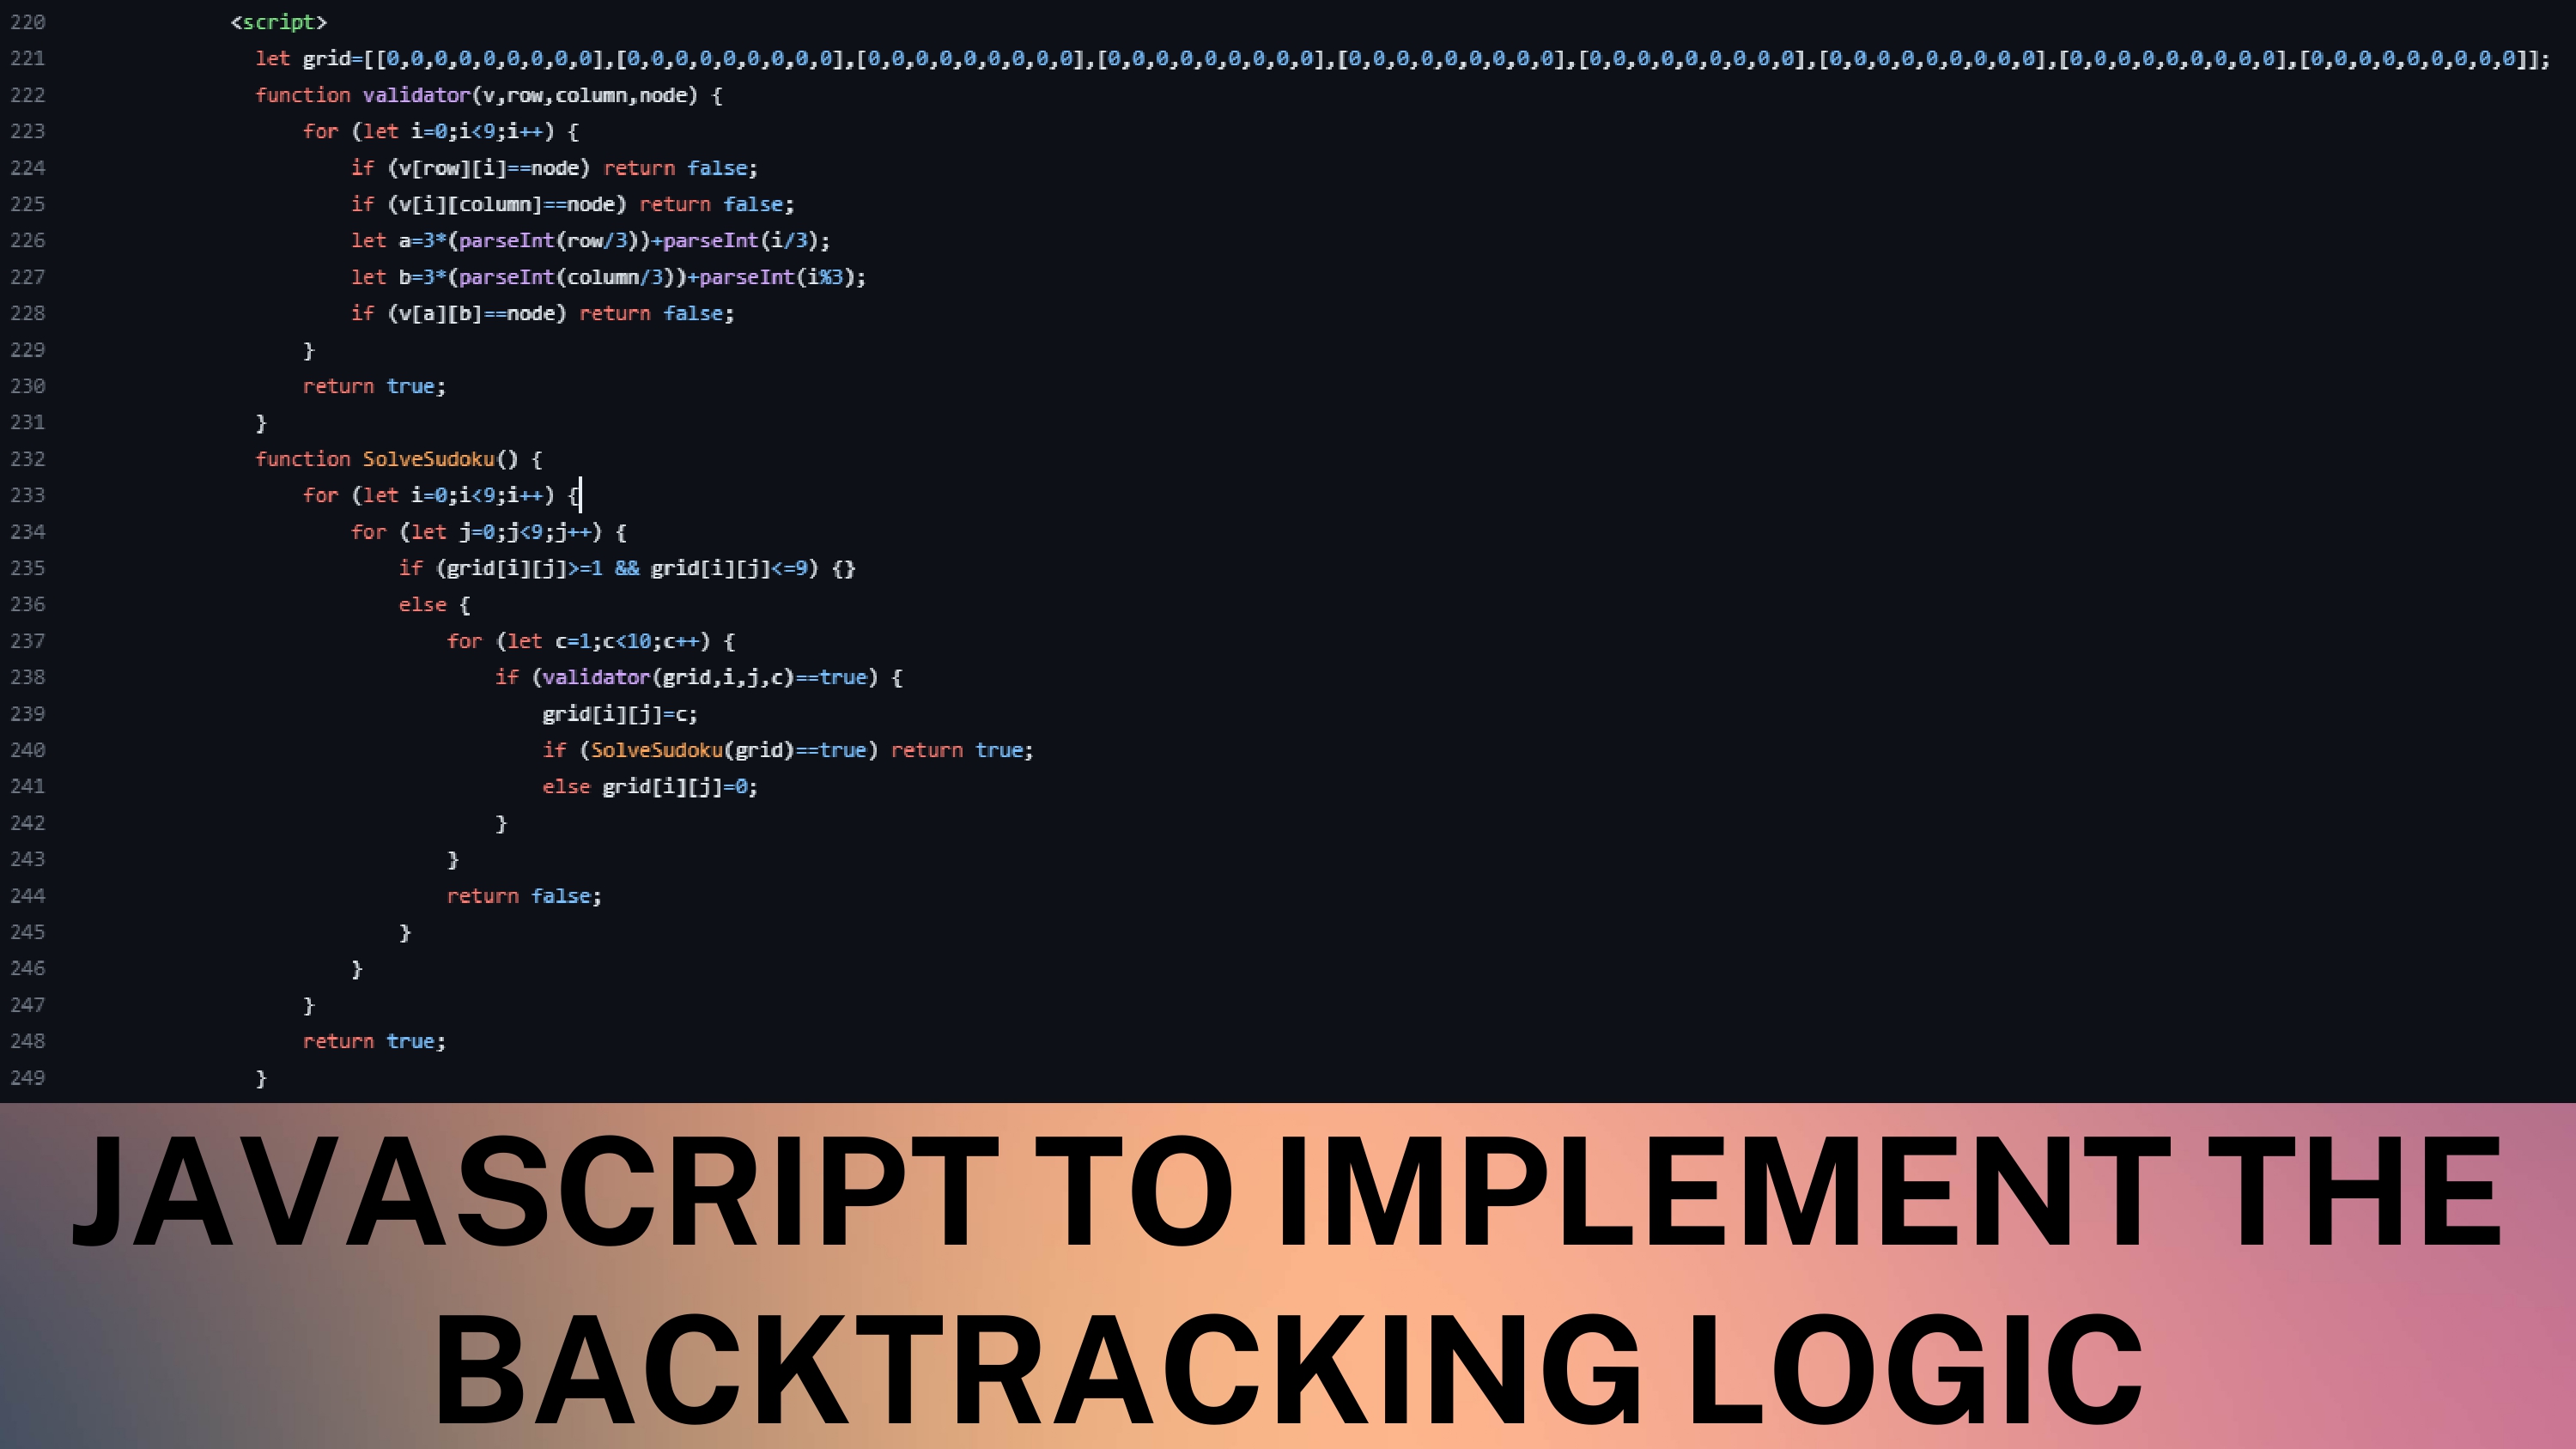 220 <script>
221 let grid=[[0,0,0,0,0,0,0,0,0],[0,0,0,0,0,0,0,0,0],[0,0,0,0,0,0,0,0,0],[0,0,0,0,0,0,0,0,0],[0,0,0,0,0,0,0,0,0],[0,0,0,0,0,0,0,0,0],[0,0,0,0,0,0,0,0,0],[0,0,0,0,0,0,0,0,0],[0,0,0,0,0,0,0,0,0]];
222 function validator(v,row,column,node) {
223 for (let i=0;i<9;i++) {
224 if (v[row][i]==node) return false;
225 if (v[i][column]==node) return false;
226 let a=3*(parseInt(row/3))+parseInt(i/3);
227 let b=3*(parseInt(column/3))+parseInt(i%3);
228 if (v[a][b]==node) return false;
229 }
230 return true;
231 }
232 function SolveSudoku() {
233 for (let i=0;i<9;i++) {
234 for (let j=0;j<9;j++) {
235 if (grid[i][j]>=1 && grid[i][j]<=9) {}
236 else {
237 for (let c=1;c<10;c++) {
238 if (validator(grid,i,j,c)==true) {
239 grid[i][j]=c;
240 if (SolveSudoku(grid)==true) return true;
241 else grid[i][j]=0;
242 }
243 }
244 return false;
245 }
246 }
247 }
248 return true;
249 }
JAVASCRIPT TO IMPLEMENT THE
BACKTRACKING LOGIC